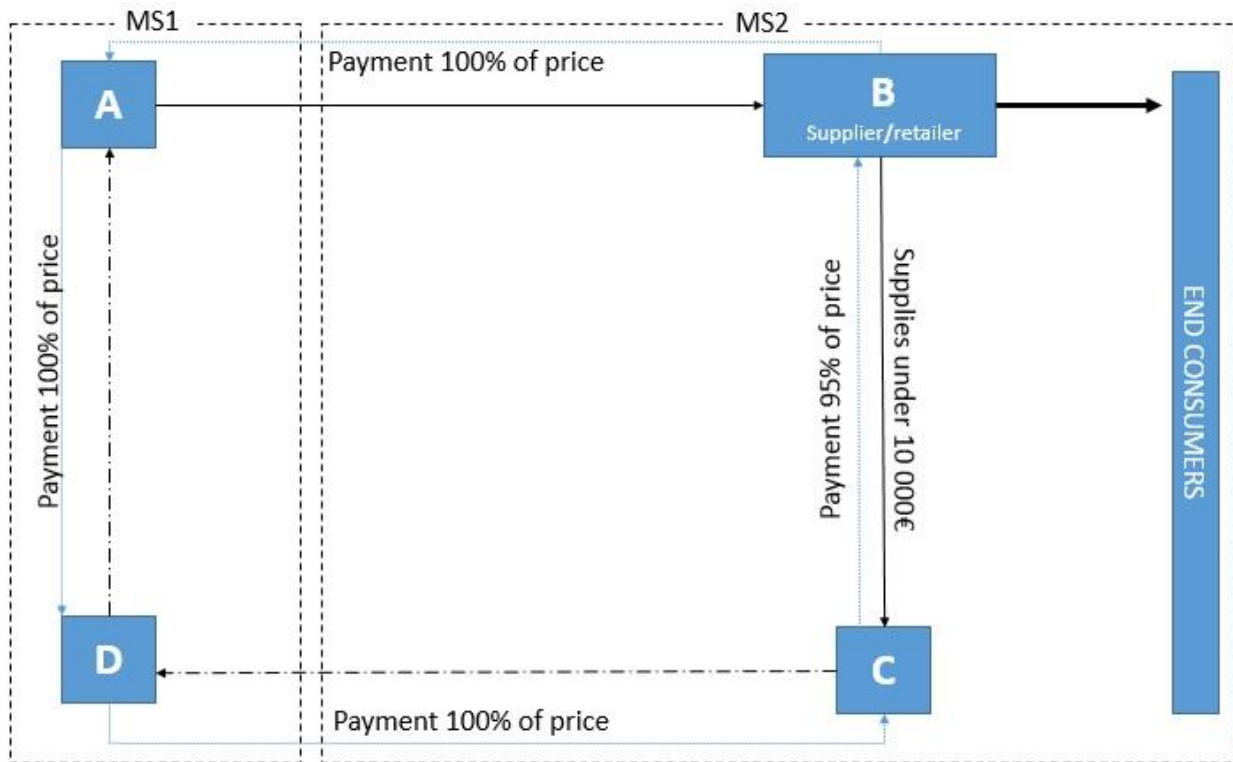 MS1
MS2
Payment 100% of price
A
B
Supplier/retailer
Payment 100% of price
Payment 95% of price
Supplies under 10 000€
END CONSUMERS
D
C
Payment 100% of price